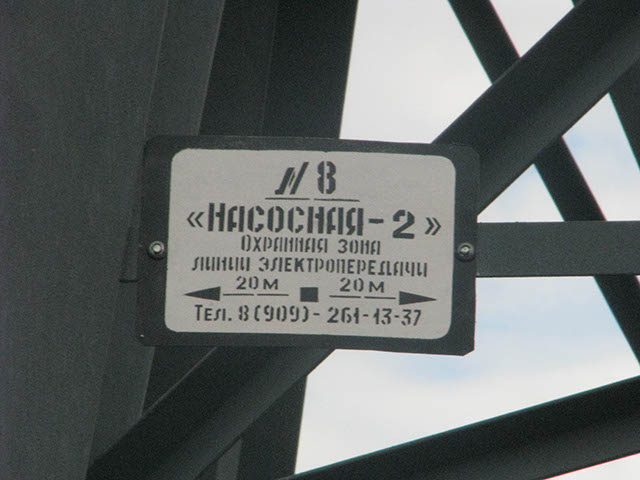 № 8
«НАСОСНАЯ-2»
ОХРАННАЯ ЗОНА
ЛИНИИ ЭЛЕКТРОПЕРЕДАЧИ
20 М 20 М
ТЕЛ. 8(909)-261-13-37